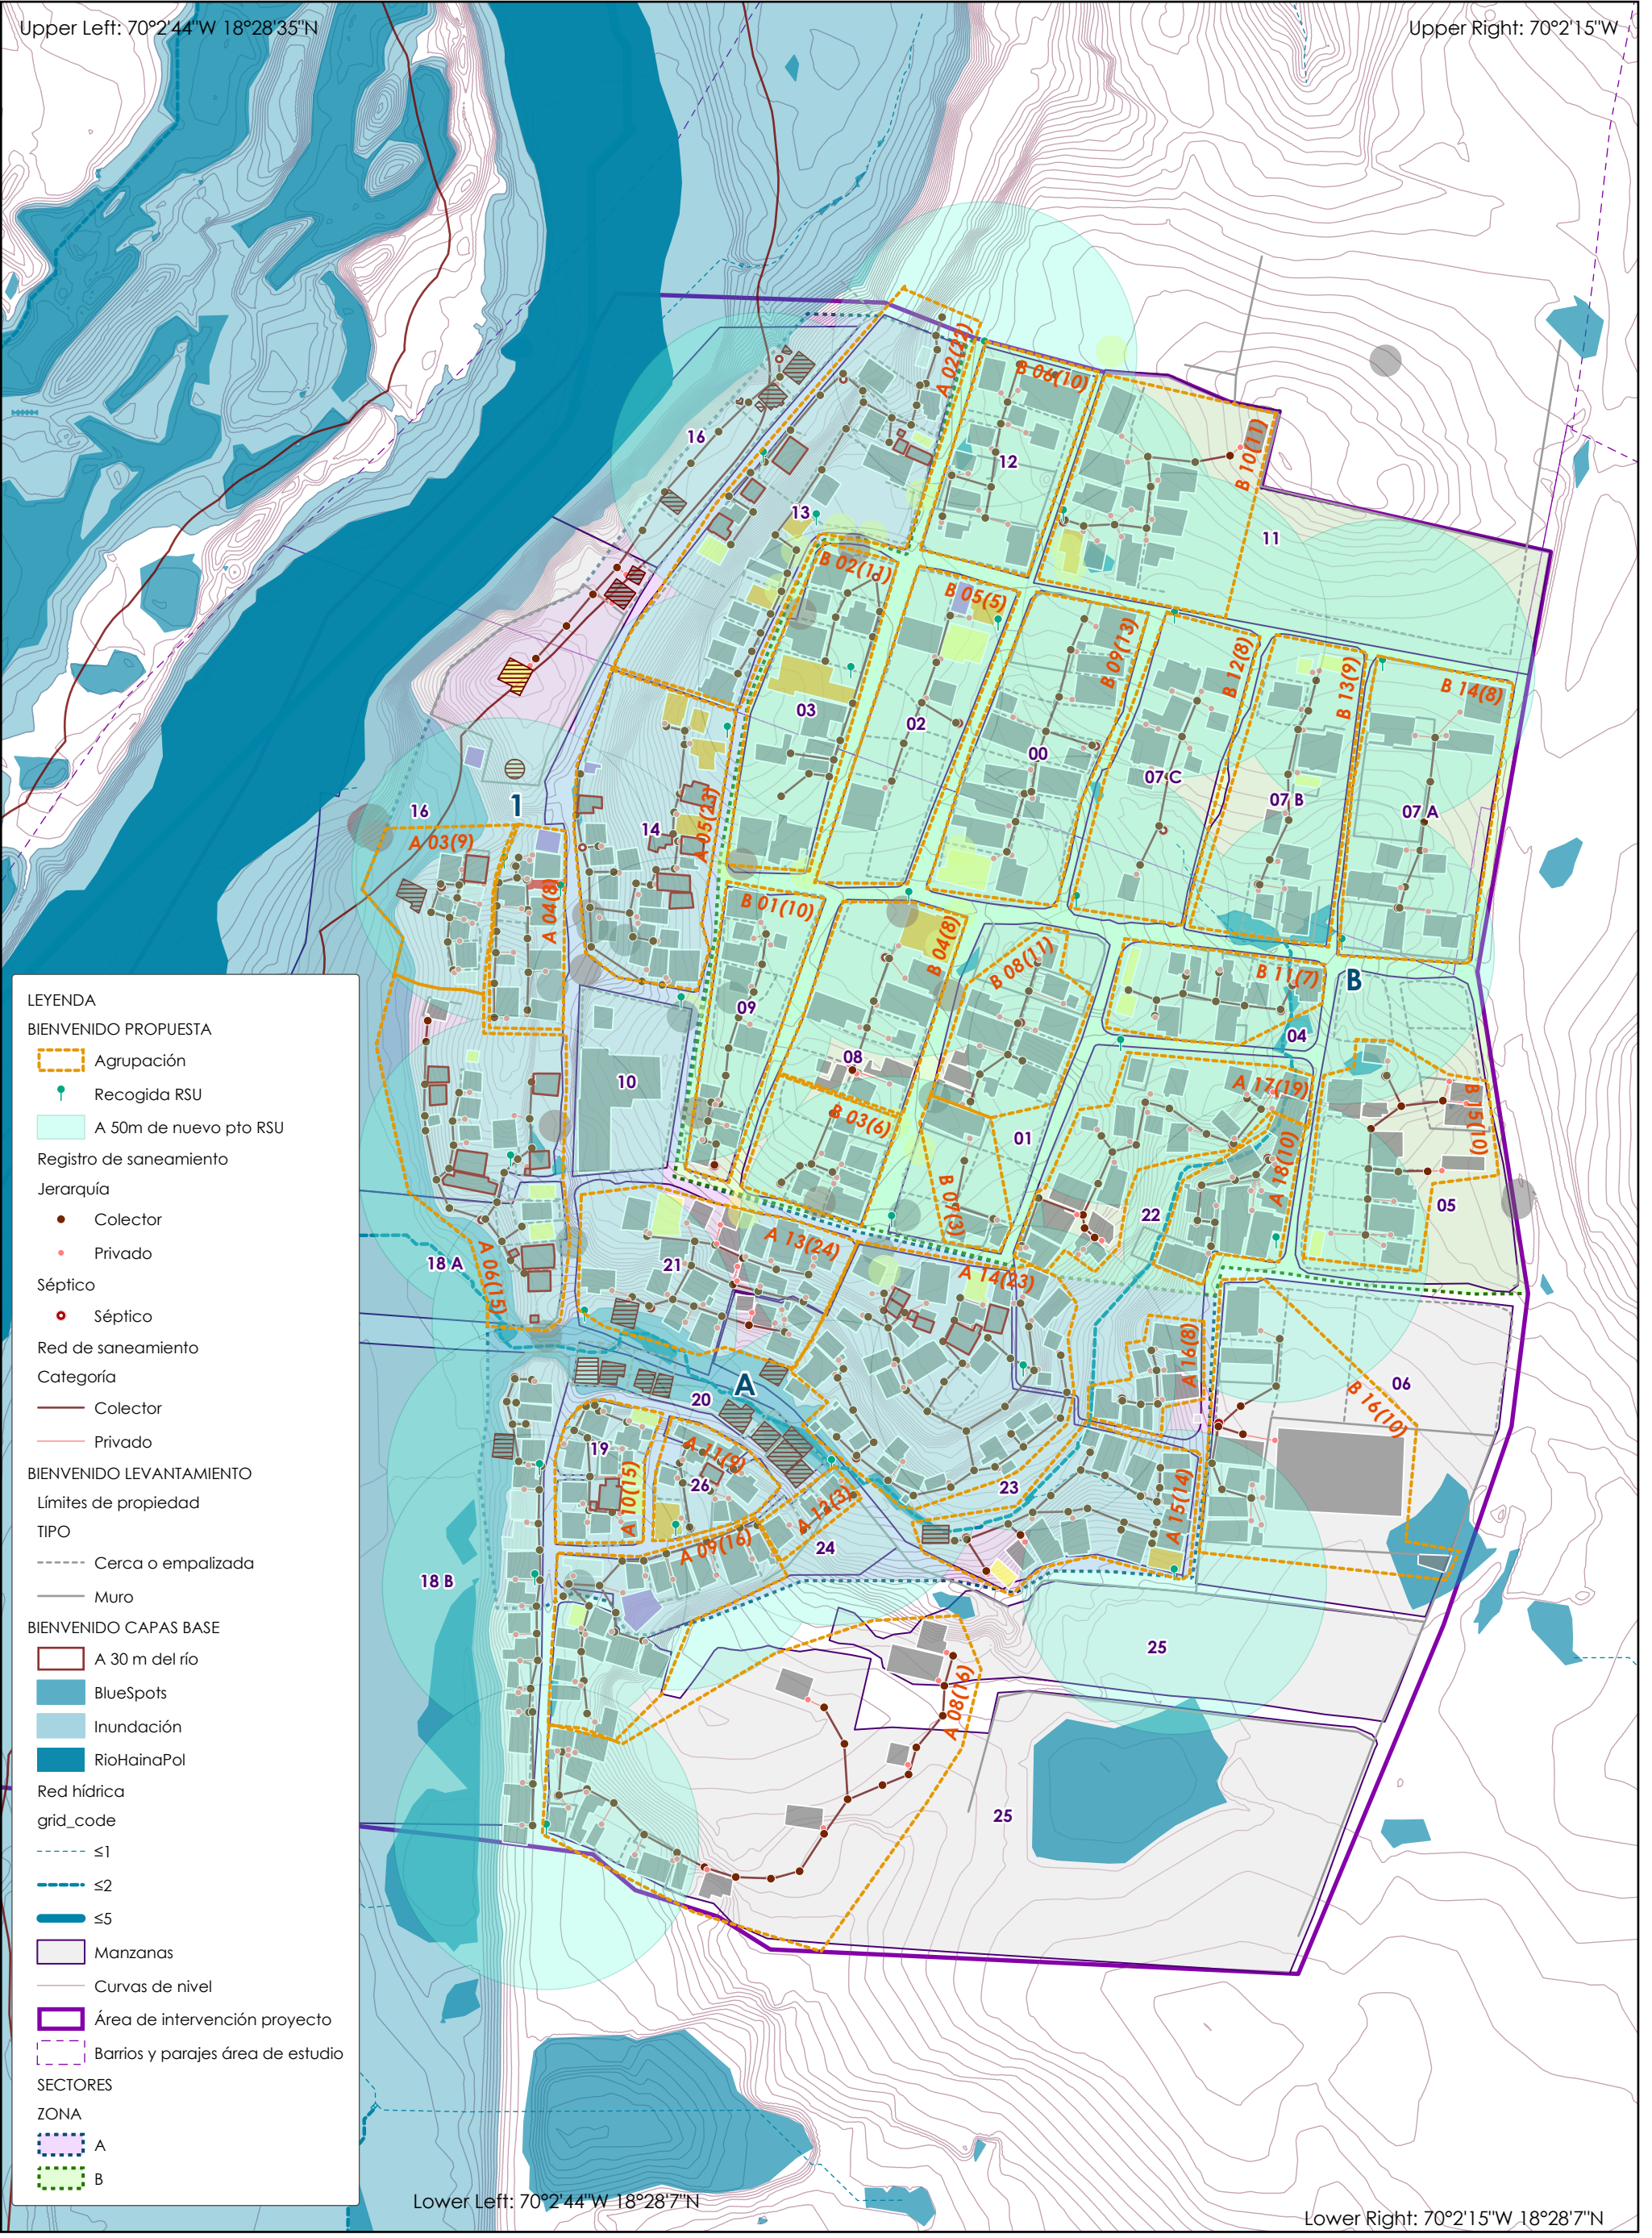 Upper Left: 70°2'44"W 18°28'35"N
Upper Right: 70°2'15"W
A 02(22)
B 06(10)
B 10(11)
16
12
13
11
B 02(11)
B 05(5)
B 09(13)
B 12(8)
B 13(9)
B 14(8)
03
02
00
07 C
07 B
07 A
16
1
14
A 05(23)
A 03(9)
A 04(8)
B 01(10)
B 04(8)
B 08(11)
B 11(7)
B
09
04
08
10
A 17(19)
B 15(10)
B 03(6)
01
A 18(10)
B 07(3)
22
05
18 A
A 06(15)
21
A 13(24)
A 14(23)
A 16(8)
06
B 16(10)
A
20
19
A 11(9)
26
A 10(15)
23
A 15(14)
A 12(3)
A 09(16)
24
18 B
25
A 08(16)
25
LEYENDA
BIENVENIDO PROPUESTA
Agrupación
Recogida RSU
A 50m de nuevo pto RSU
Registro de saneamiento
Jerarquía
Colector
Privado
Séptico
Séptico
Red de saneamiento
Categoría
Colector
Privado
BIENVENIDO LEVANTAMIENTO
Límites de propiedad
TIPO
Cerca o empalizada
Muro
BIENVENIDO CAPAS BASE
A 30 m del río
BlueSpots
Inundación
RioHainaPol
Red hídrica
grid_code
≤1
≤2
≤5
Manzanas
Curvas de nivel
Área de intervención proyecto
Barrios y parajes área de estudio
SECTORES
ZONA
A
B
Lower Left: 70°2'44"W 18°28'7"N
Lower Right: 70°2'15"W 18°28'7"N